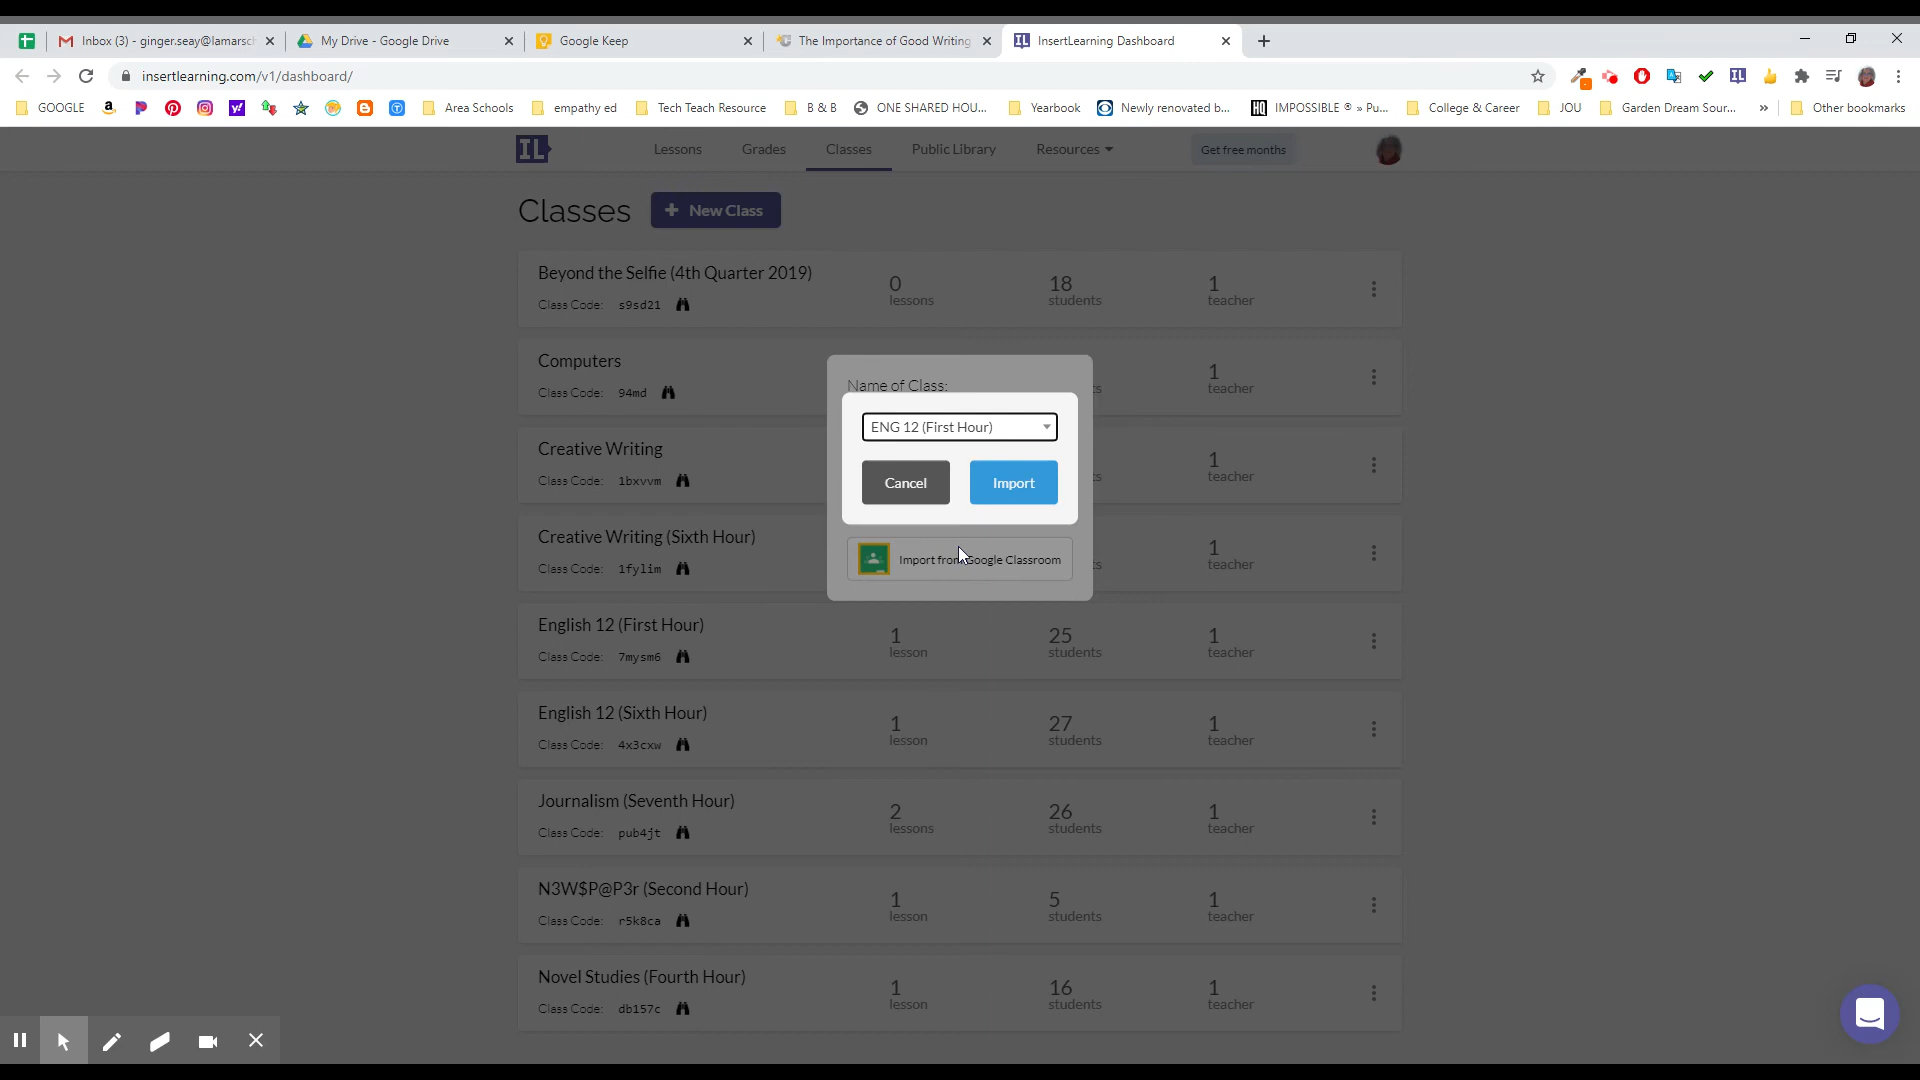 Inbox (3) - ginger.seay@lamarsc
My Drive - Google Drive
Google Keep
The Importance of Good Writing
InsertLearning Dashboard
insertlearning.com/v1/dashboard/
GOOGLE
Area Schools
empathy ed
Tech Teach Resource
B & B
ONE SHARED HOU...
Yearbook
Newly renovated b...
IMPOSSIBLE ® » Pu...
College & Career
JOU
Garden Dream Sour...
»
Other bookmarks
IL
Lessons
Grades
Classes
Public Library
Resources
Get free months
Classes
+ New Class
Beyond the Selfie (4th Quarter 2019)
Class Code: s9sd21
0
lessons
18
students
1
teacher
Computers
Class Code: 94md
1
teacher
Creative Writing
Class Code: 1bxvvm
1
teacher
Creative Writing (Sixth Hour)
Class Code: 1fylim
1
teacher
Name of Class:
ENG 12 (First Hour)
Cancel
Import
Import from Google Classroom
English 12 (First Hour)
Class Code: 7mysm6
1
lesson
25
students
1
teacher
English 12 (Sixth Hour)
Class Code: 4x3cxw
1
lesson
27
students
1
teacher
Journalism (Seventh Hour)
Class Code: pub4jt
2
lessons
26
students
1
teacher
N3W$P@P3r (Second Hour)
Class Code: r5k8ca
1
lesson
5
students
1
teacher
Novel Studies (Fourth Hour)
Class Code: db157c
1
lesson
16
students
1
teacher